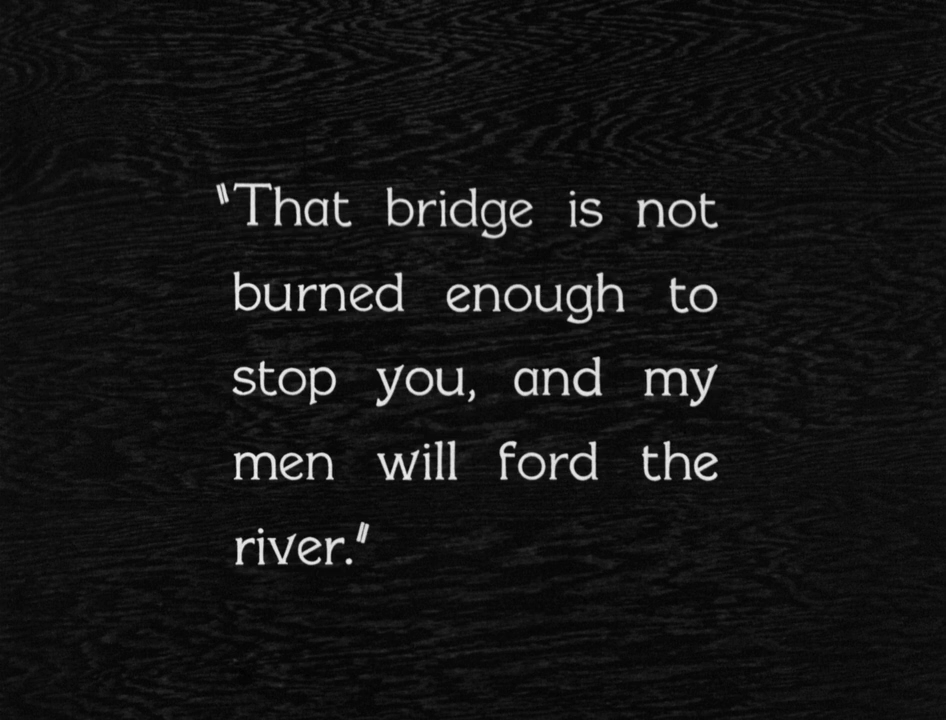 "That bridge is not
burned enough to
stop you, and my
men will ford the
river."